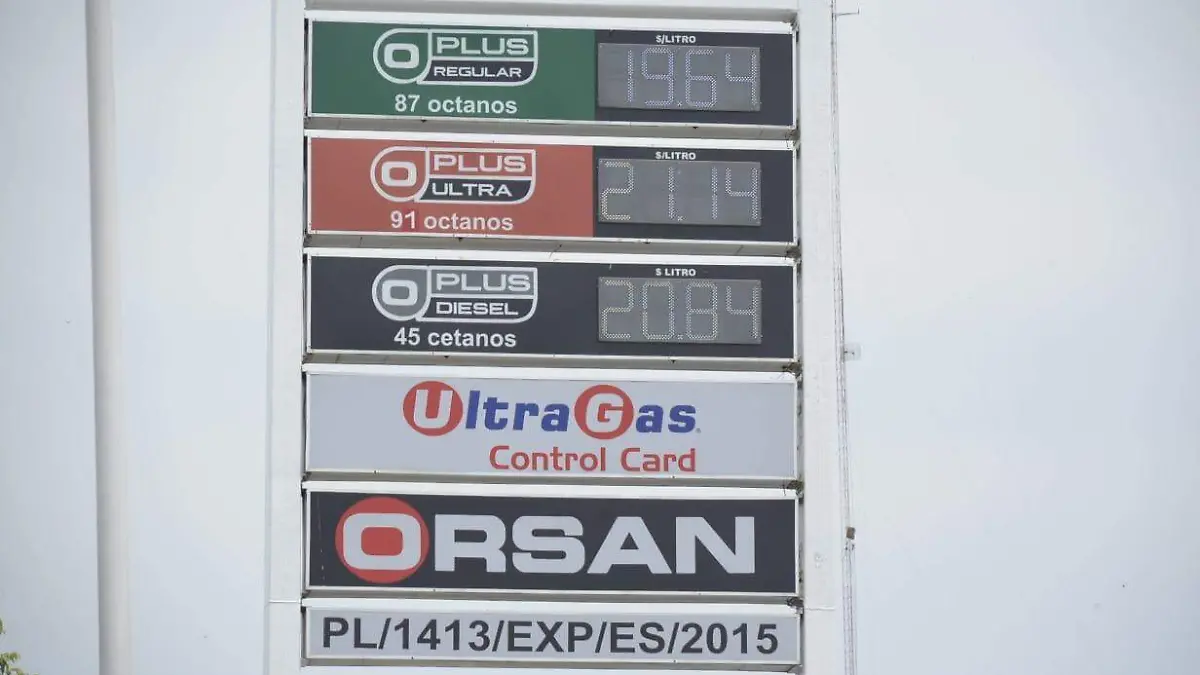 O PLUS
REGULAR
87 octanos
S/LITRO
19.64
O PLUS
ULTRA
91 octanos
S/LITRO
21.14
O PLUS
DIESEL
45 cetanos
S LITRO
20.84
UltraGas
Control Card
ORSAN
PL/1413/EXP/ES/2015